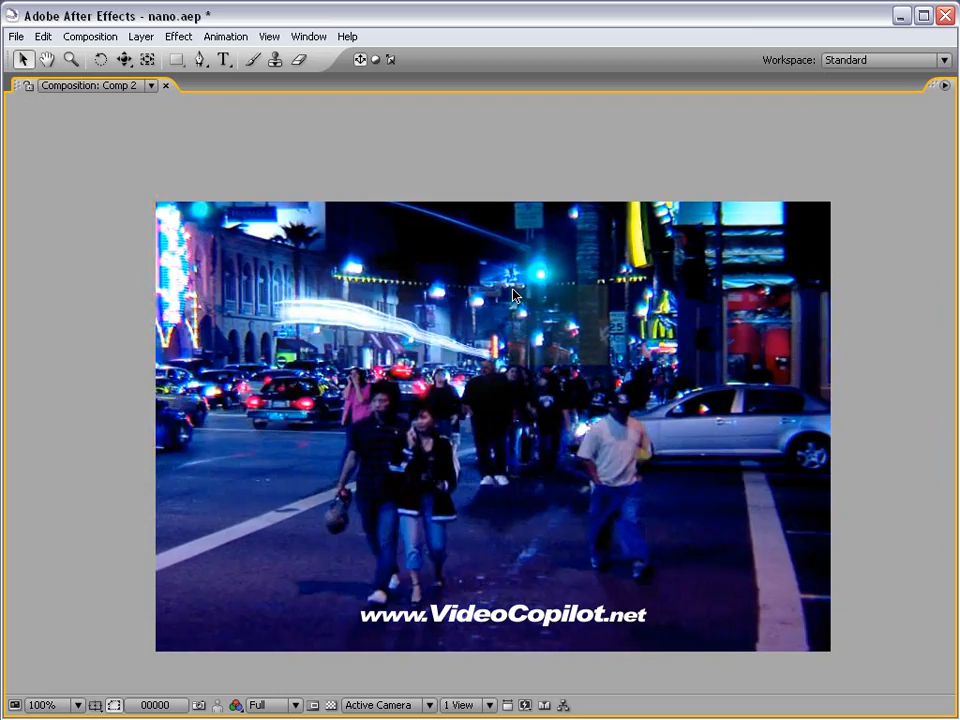 Adobe After Effects - nano.aep *
File Edit Composition Layer Effect Animation View Window Help
Workspace: Standard
Composition: Comp 2
25
www.VideoCopilot.net
100% 00000 Full Active Camera 1 View